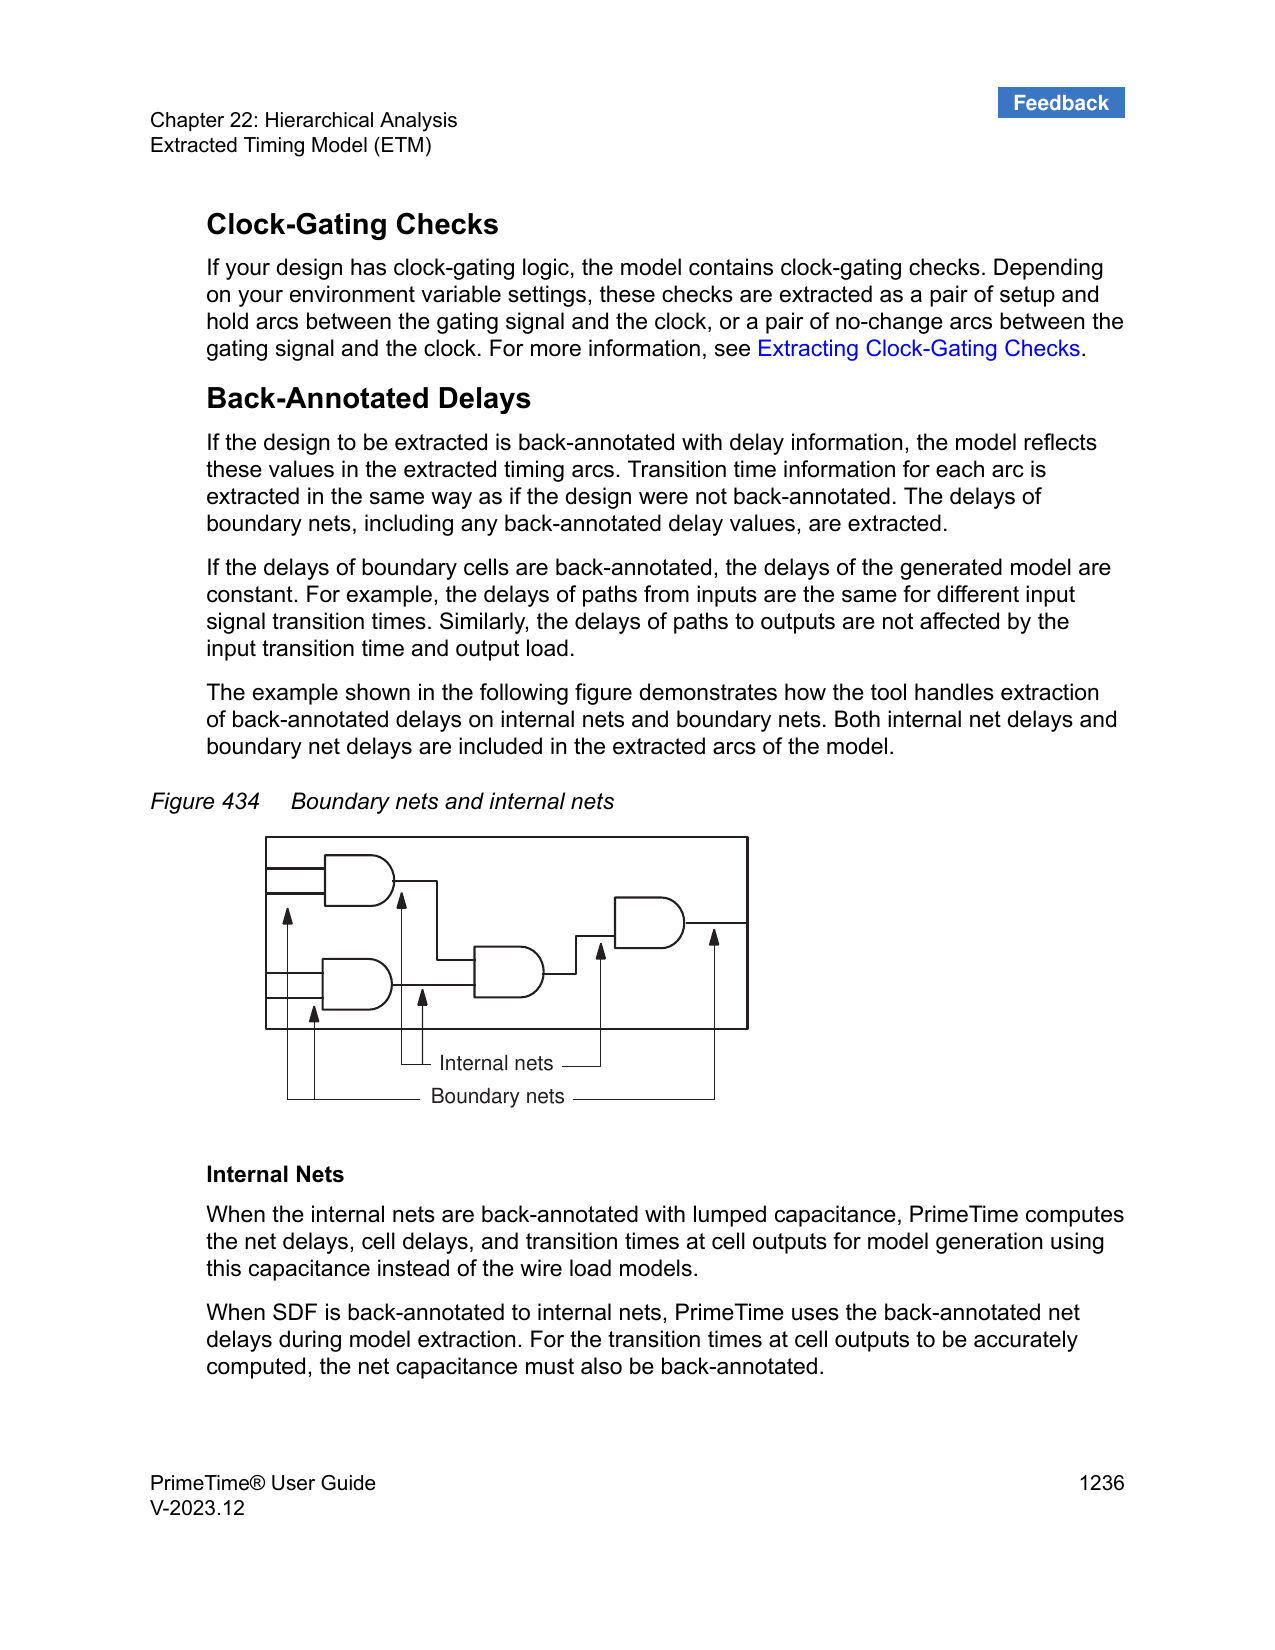 Feedback
Chapter 22: Hierarchical Analysis
Extracted Timing Model (ETM)
Clock-Gating Checks
If your design has clock-gating logic, the model contains clock-gating checks. Depending
on your environment variable settings, these checks are extracted as a pair of setup and
hold arcs between the gating signal and the clock, or a pair of no-change arcs between the
gating signal and the clock. For more information, see Extracting Clock-Gating Checks.
Back-Annotated Delays
If the design to be extracted is back-annotated with delay information, the model reflects
these values in the extracted timing arcs. Transition time information for each arc is
extracted in the same way as if the design were not back-annotated. The delays of
boundary nets, including any back-annotated delay values, are extracted.
If the delays of boundary cells are back-annotated, the delays of the generated model are
constant. For example, the delays of paths from inputs are the same for different input
signal transition times. Similarly, the delays of paths to outputs are not affected by the
input transition time and output load.
The example shown in the following figure demonstrates how the tool handles extraction
of back-annotated delays on internal nets and boundary nets. Both internal net delays and
boundary net delays are included in the extracted arcs of the model.
Figure 434 Boundary nets and internal nets
Internal nets
Boundary nets
Internal Nets
When the internal nets are back-annotated with lumped capacitance, PrimeTime computes
the net delays, cell delays, and transition times at cell outputs for model generation using
this capacitance instead of the wire load models.
When SDF is back-annotated to internal nets, PrimeTime uses the back-annotated net
delays during model extraction. For the transition times at cell outputs to be accurately
computed, the net capacitance must also be back-annotated.
PrimeTime® User Guide 1236
V-2023.12